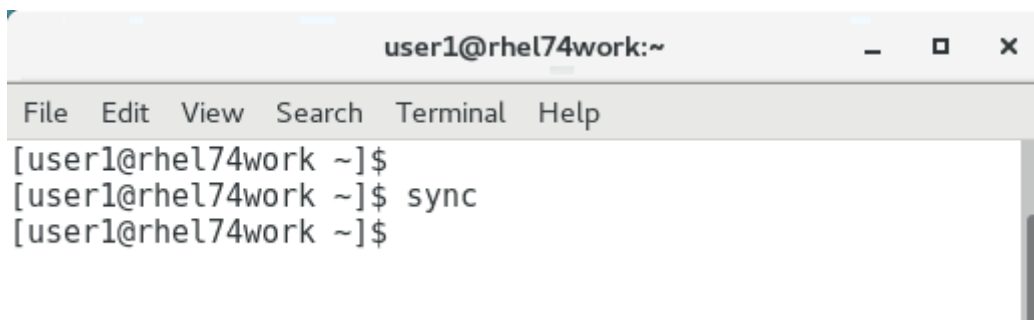 user1@rhel74work:~
File Edit View Search Terminal Help
[user1@rhel74work ~]$
[user1@rhel74work ~]$ sync
[user1@rhel74work ~]$